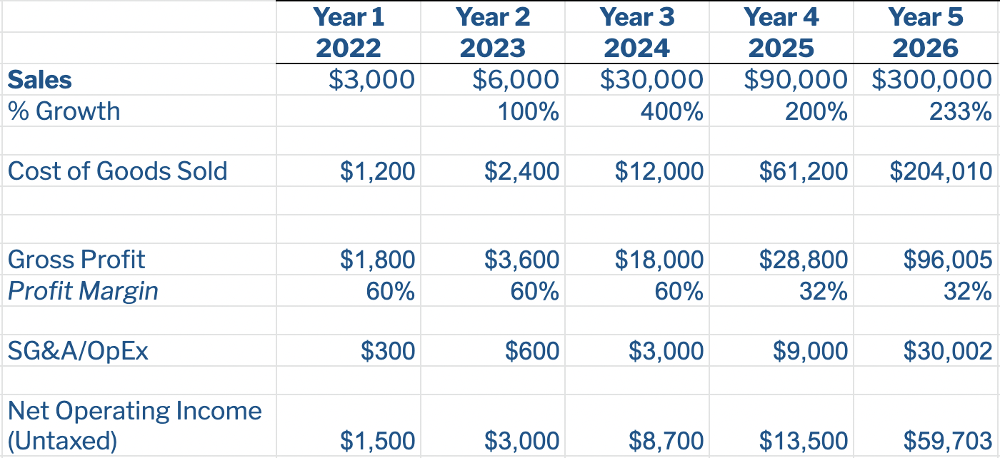 Year 1 Year 2 Year 3 Year 4 Year 5
2022 2023 2024 2025 2026
Sales $3,000 $6,000 $30,000 $90,000 $300,000
% Growth 100% 400% 200% 233%
Cost of Goods Sold $1,200 $2,400 $12,000 $61,200 $204,010
Gross Profit $1,800 $3,600 $18,000 $28,800 $96,005
Profit Margin 60% 60% 60% 32% 32%
SG&A/OpEx $300 $600 $3,000 $9,000 $30,002
Net Operating Income
(Untaxed) $1,500 $3,000 $8,700 $13,500 $59,703